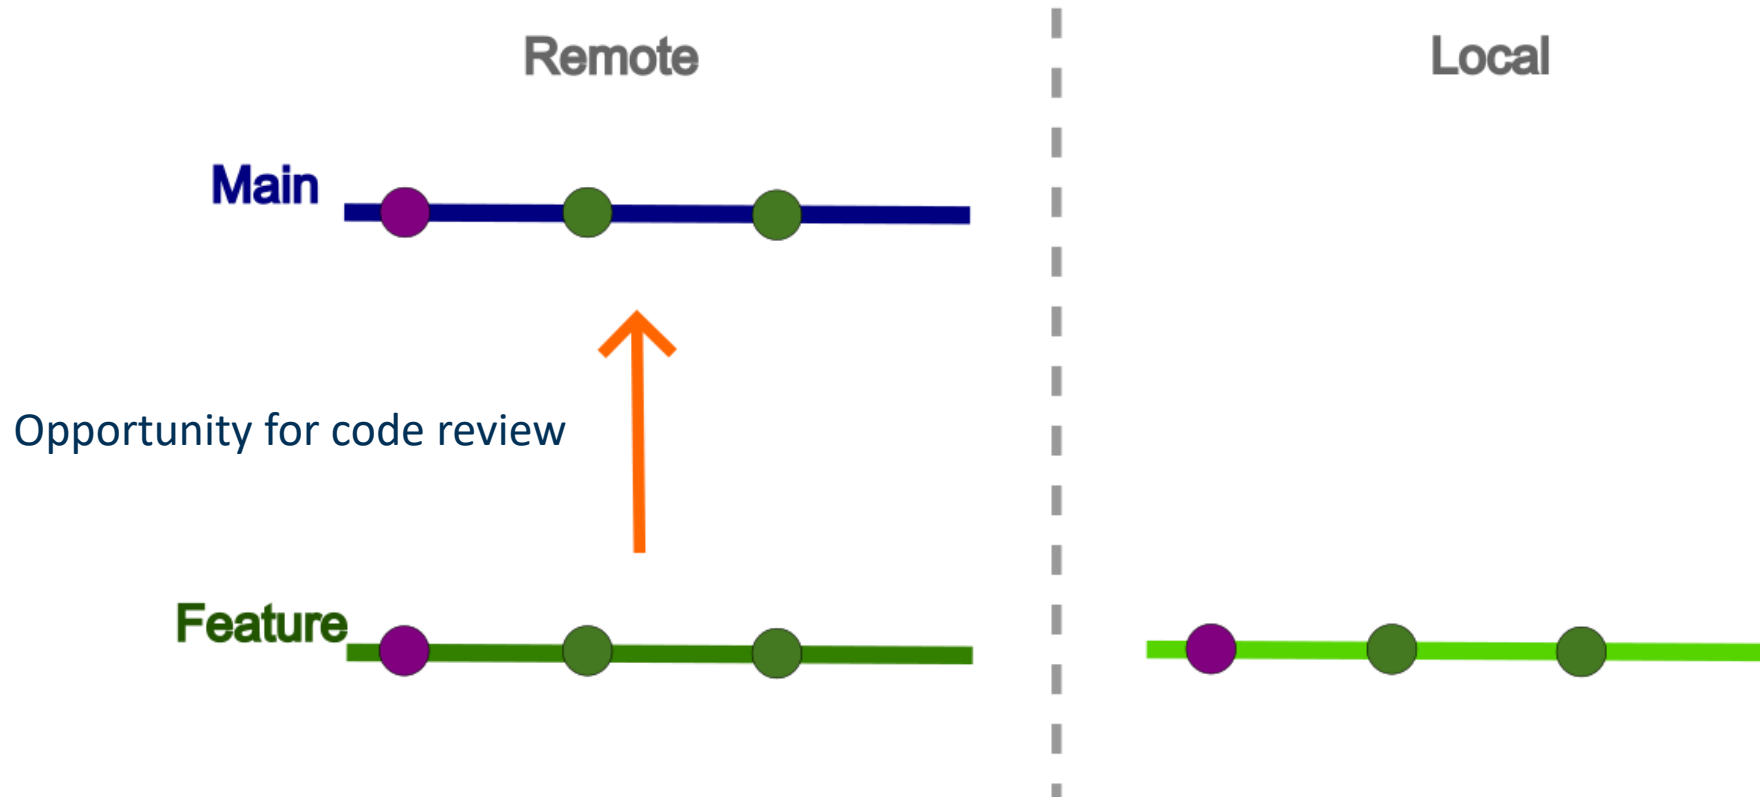 Remote
Local
Main
Opportunity for code review
Feature